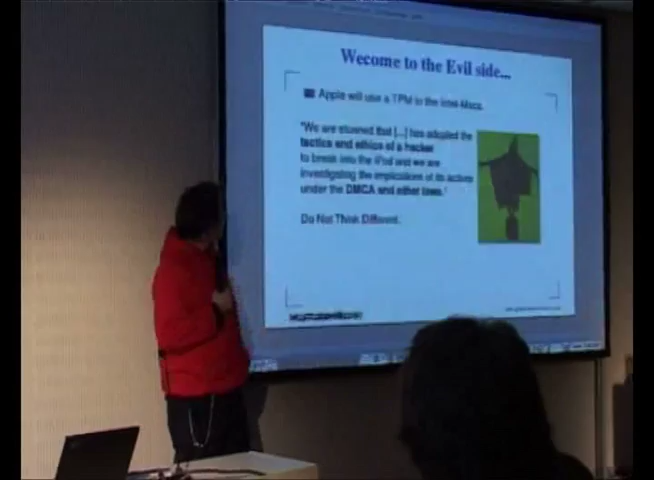 Wecome to the Evil side...
Apple will use a TPM in the Intel-Macs.
"We are stunned that [...] has adopted the
tactics and ethics of a hacker
to break into the iPod and we are
investigating the implications of its actions
under the DMCA and other laws."
Do Not Think Different.